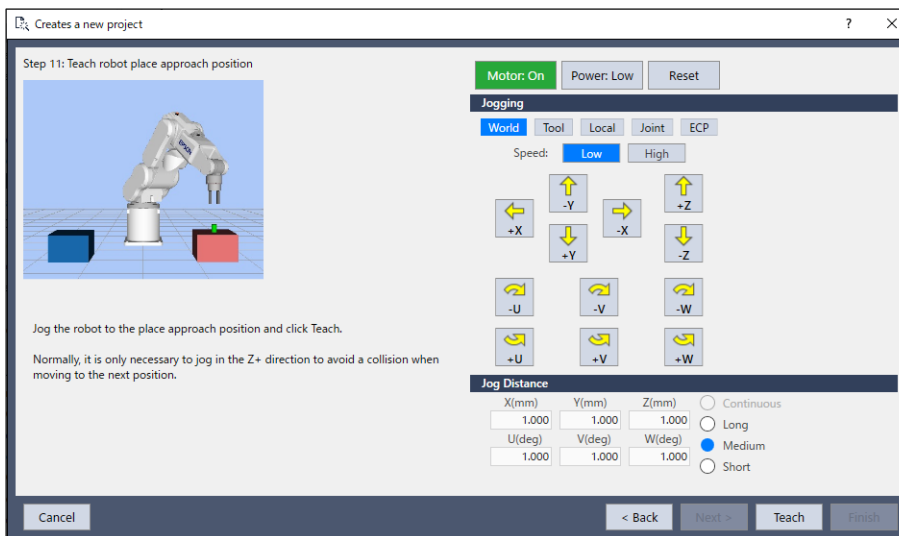 Creates a new project
?
Step 11: Teach robot place approach position
EPSON
Jog the robot to the place approach position and click Teach.
Normally, it is only necessary to jog in the Z+ direction to avoid a collision when
moving to the next position.
Motor: On Power: Low Reset
Jogging
World Tool Local Joint ECP
Speed: Low High
-Y +Z
+X -X
+Y -Z
-U -V -W
+U +V +W
Jog Distance
X(mm) Y(mm) Z(mm) Continuous
1.000 1.000 1.000 Long
U(deg) V(deg) W(deg) Medium
1.000 1.000 1.000 Short
Cancel < Back Next > Teach Finish